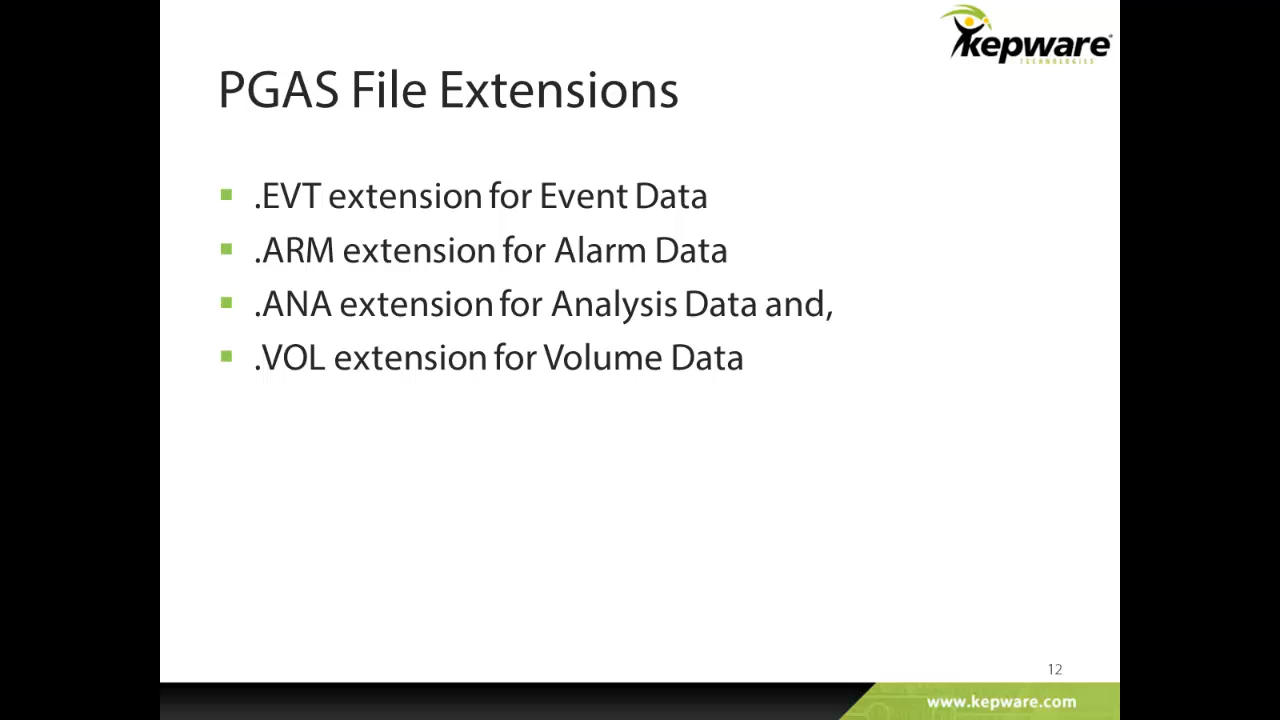 kepware
TECHNOLOGIES
PGAS File Extensions
.EVT extension for Event Data
.ARM extension for Alarm Data
.ANA extension for Analysis Data and,
.VOL extension for Volume Data
12
www.kepware.com